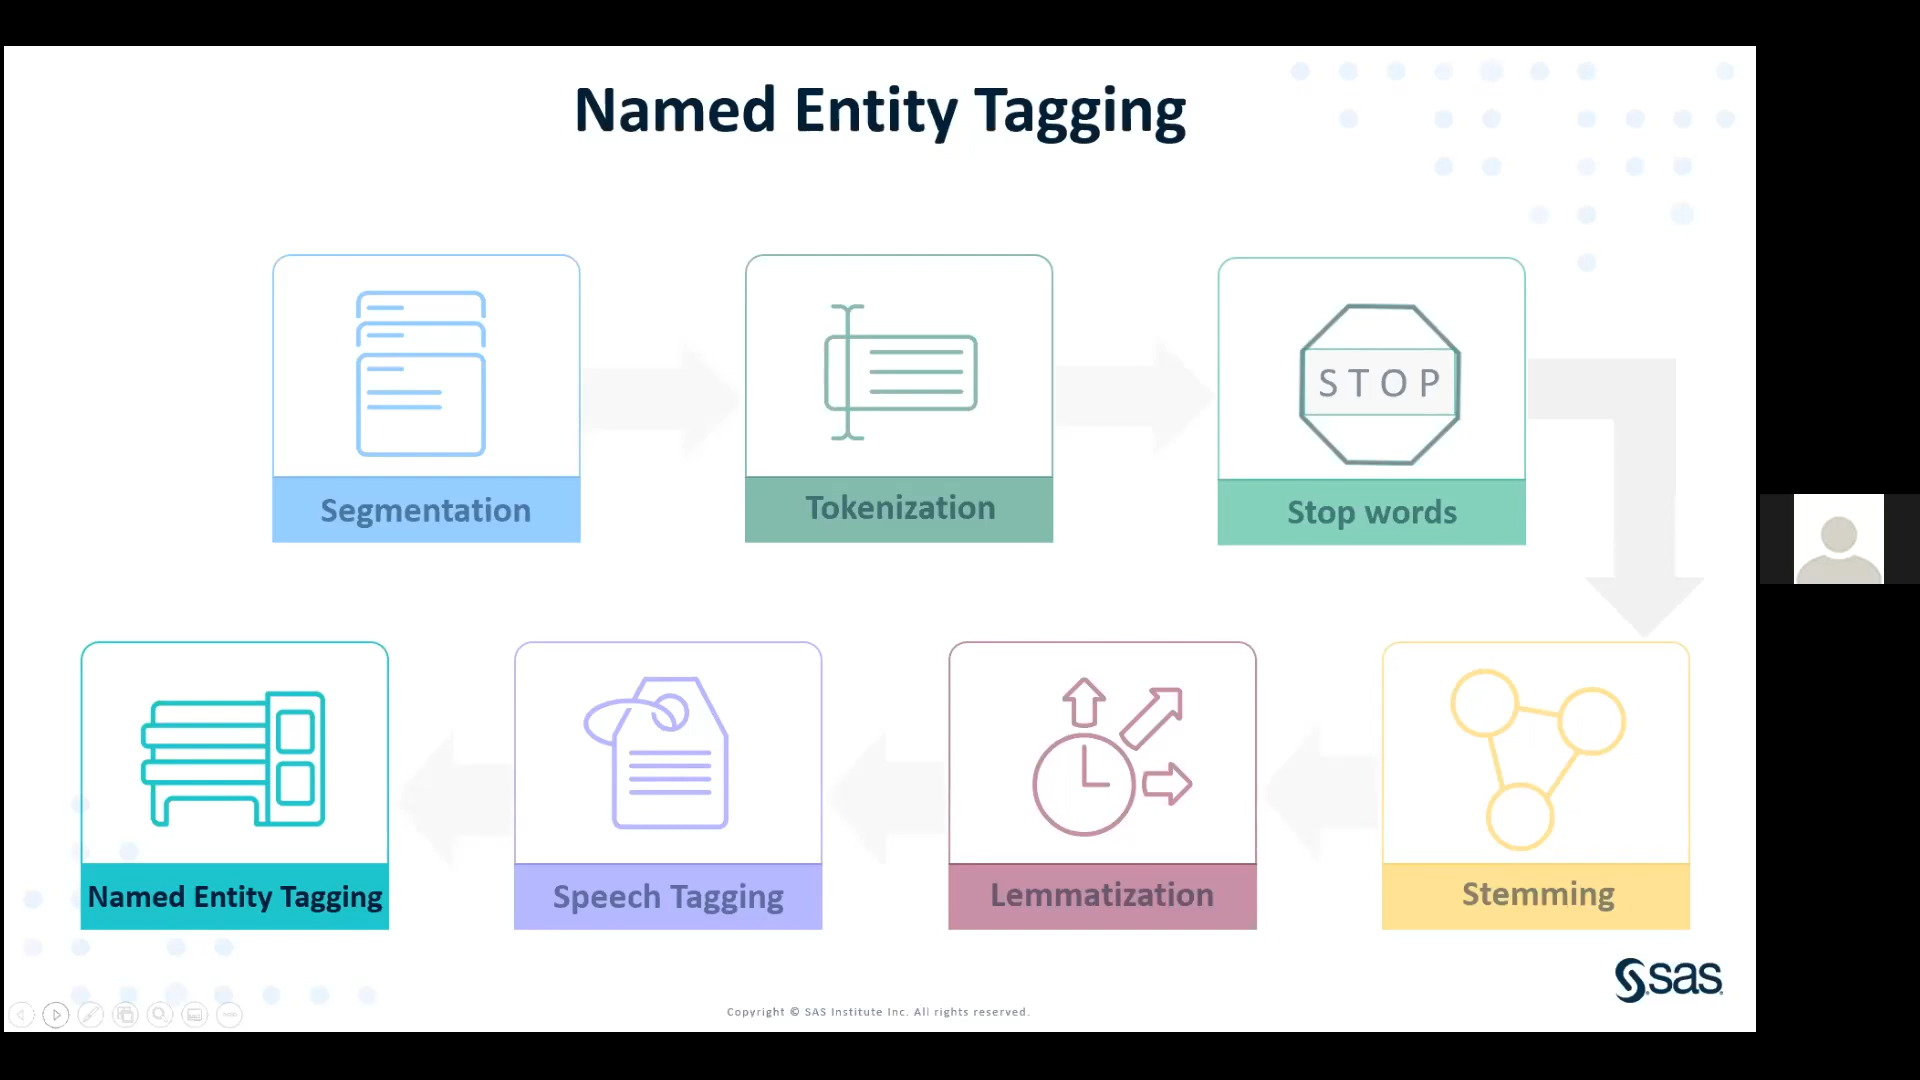 Named Entity Tagging
Segmentation
Tokenization
STOP
Stop words
Named Entity Tagging
Speech Tagging
Lemmatization
Stemming
sas
Copyright © SAS Institute Inc. All rights reserved.